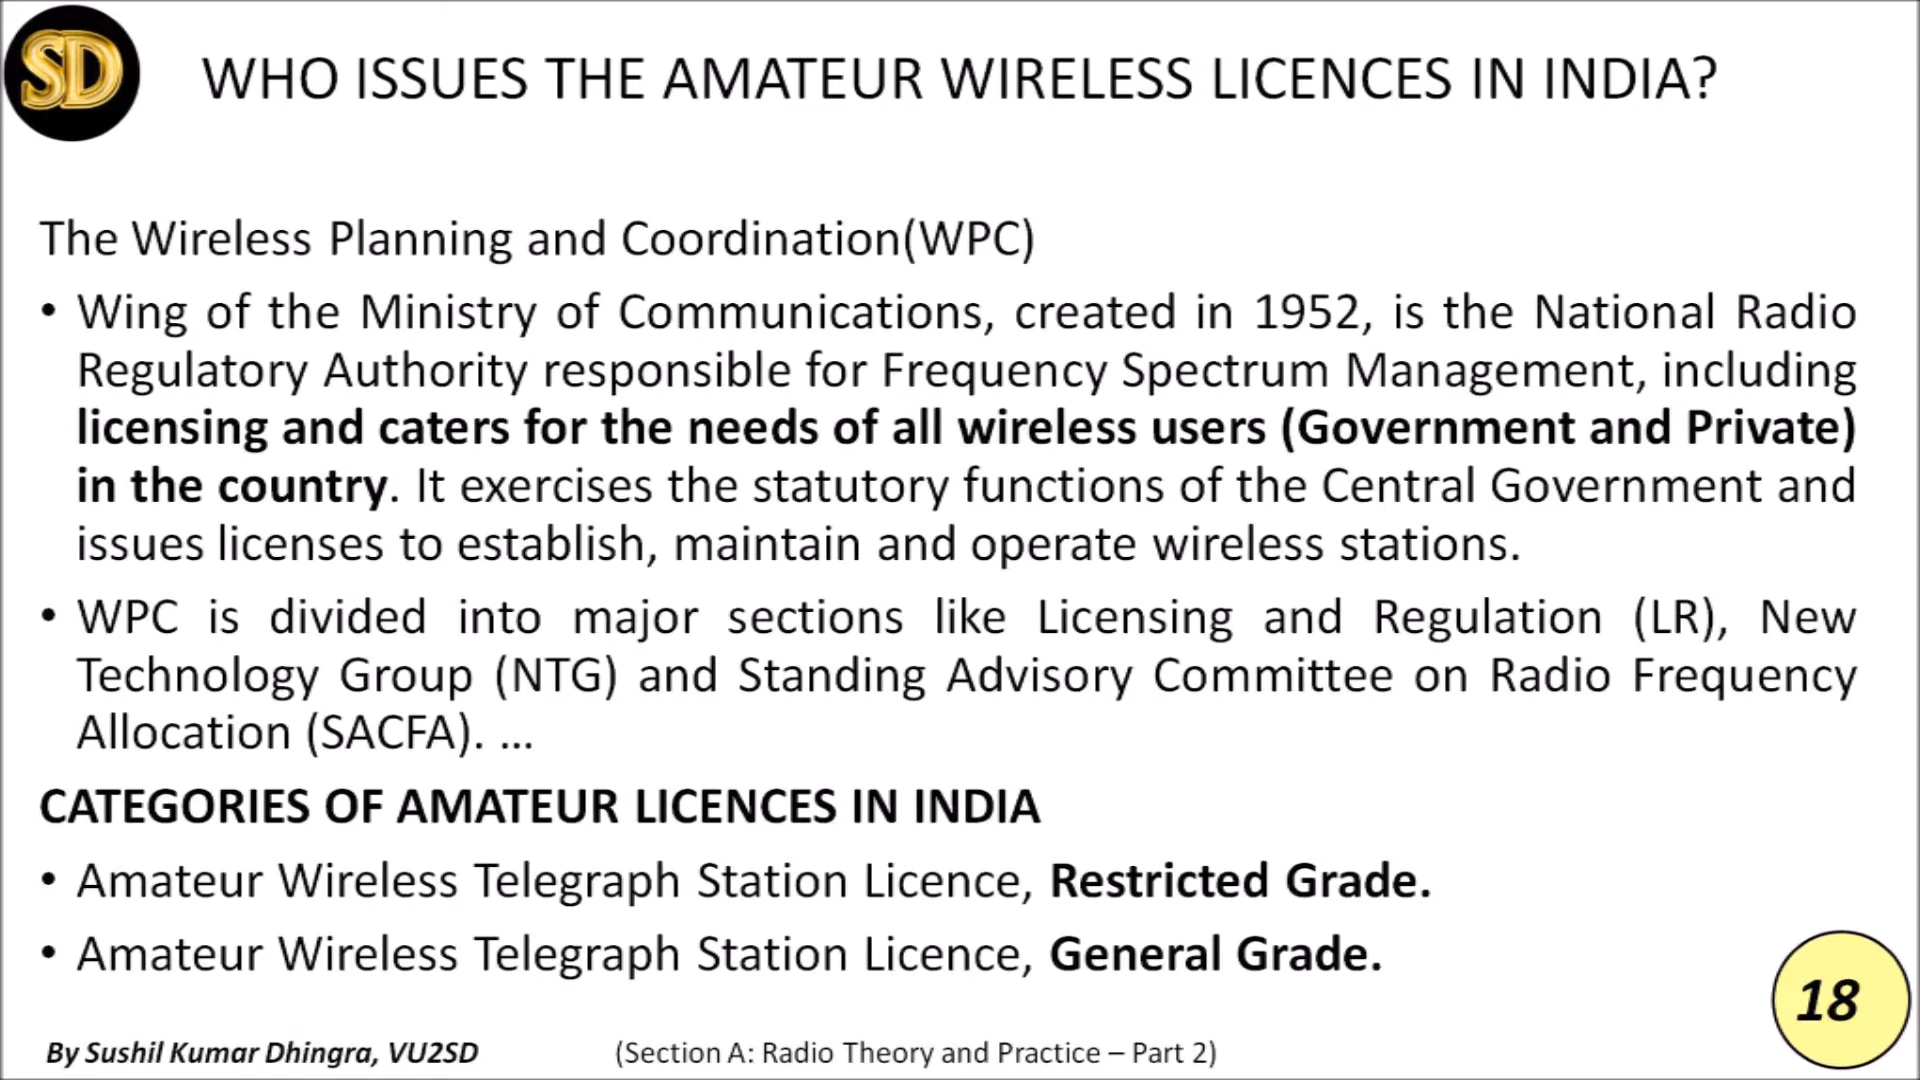 SD
WHO ISSUES THE AMATEUR WIRELESS LICENCES IN INDIA?
The Wireless Planning and Coordination(WPC)
• Wing of the Ministry of Communications, created in 1952, is the National Radio
Regulatory Authority responsible for Frequency Spectrum Management, including
licensing and caters for the needs of all wireless users (Government and Private)
in the country. It exercises the statutory functions of the Central Government and
issues licenses to establish, maintain and operate wireless stations.
• WPC is divided into major sections like Licensing and Regulation (LR), New
Technology Group (NTG) and Standing Advisory Committee on Radio Frequency
Allocation (SACFA). ...
CATEGORIES OF AMATEUR LICENCES IN INDIA
• Amateur Wireless Telegraph Station Licence, Restricted Grade.
• Amateur Wireless Telegraph Station Licence, General Grade.
18
By Sushil Kumar Dhingra, VU2SD
(Section A: Radio Theory and Practice – Part 2)